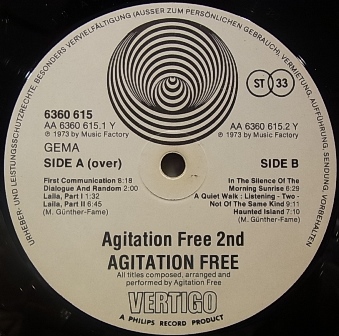 URHEBER- UND LEISTUNGSSCHUTZRECHTE, BESONDERS VERVIELFÄLTIGUNG (AUSSER ZUM PERSÖNLICHEN GEBRAUCH), VERMIETUNG, AUFFÜHRUNG, SENDUNG, VORBEHALTEN
ST 33
6360 615
AA 6360 615.1 Y
℗ 1973 by Music Factory
AA 6360 615.2 Y
℗ 1973 by Music Factory
GEMA
SIDE A (over)
SIDE B
First Communication 8:18
Dialogue And Random 2:00
Laila, Part I 1:32
Laila, Part II 6:45
(M. Günther-Fame)
In The Silence Of The
Morning Sunrise 6:29
A Quiet Walk : Listening - Two -
Not Of The Same Kind 9:11
Haunted Island 7:10
(M. Günther-Fame)
Agitation Free 2nd
AGITATION FREE
All titles composed, arranged and
performed by Agitation Free
VERTIGO
A PHILIPS RECORD PRODUCT